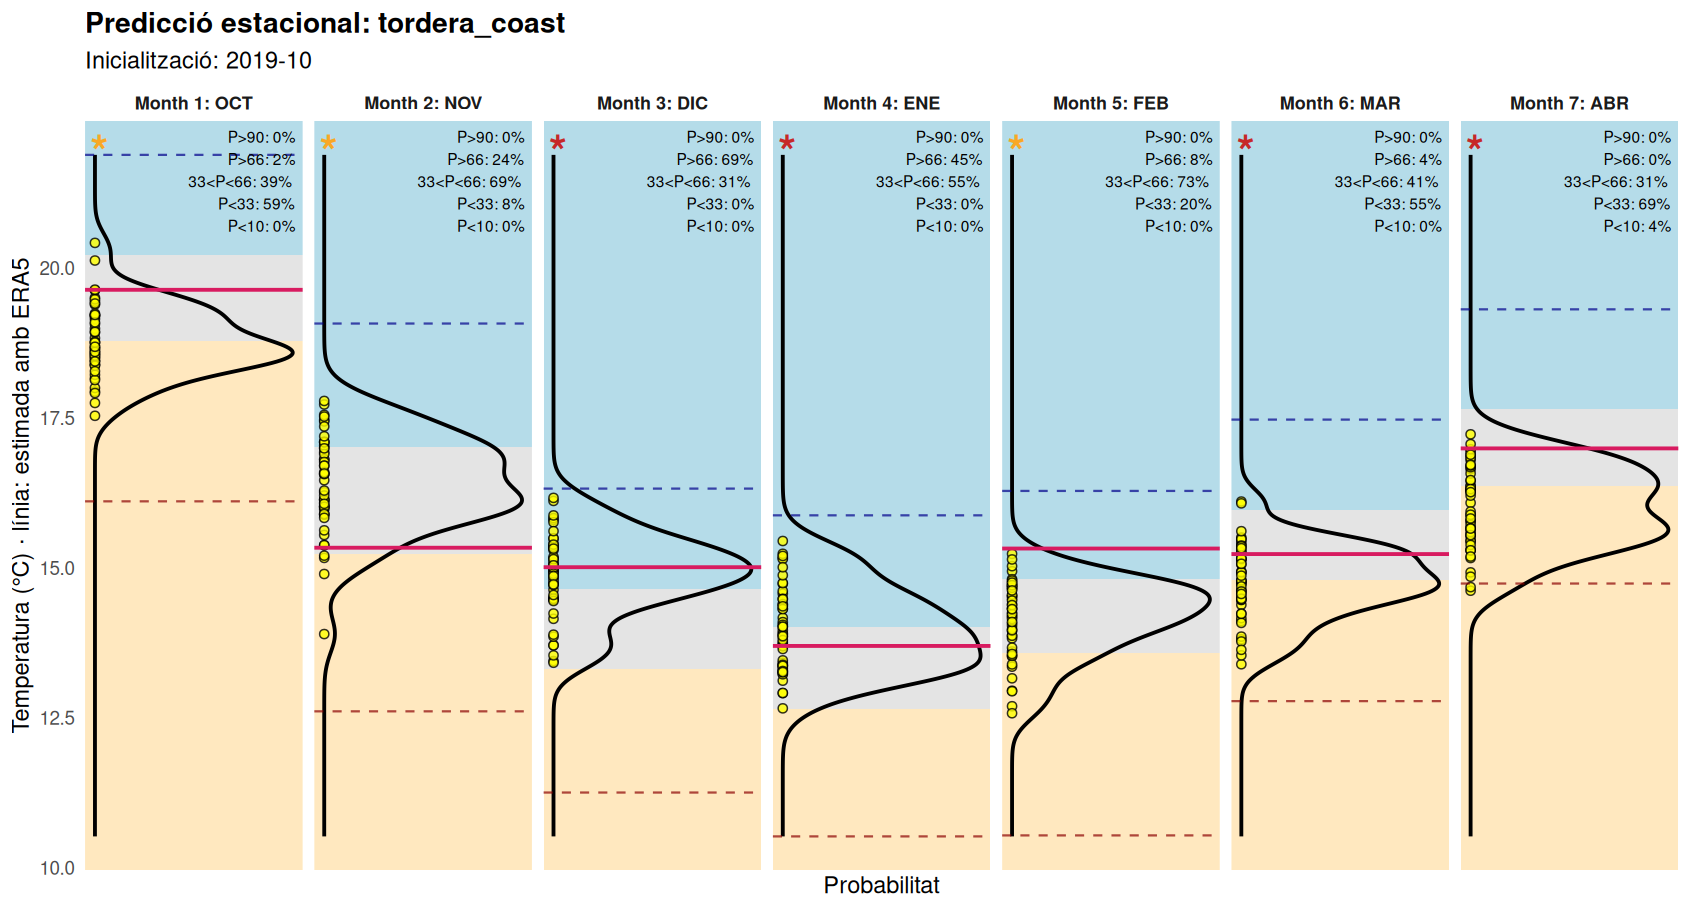 Predicció estacional: tordera_coast
Inicialització: 2019-10
Month 1: OCT
Month 2: NOV
Month 3: DIC
Month 4: ENE
Month 5: FEB
Month 6: MAR
Month 7: ABR
*
P>90: 0%
P>66: 2%
33<P<66: 39%
P<33: 59%
P<10: 0%
*
P>90: 0%
P>66: 24%
33<P<66: 69%
P<33: 8%
P<10: 0%
*
P>90: 0%
P>66: 69%
33<P<66: 31%
P<33: 0%
P<10: 0%
*
P>90: 0%
P>66: 45%
33<P<66: 55%
P<33: 0%
P<10: 0%
*
P>90: 0%
P>66: 8%
33<P<66: 73%
P<33: 20%
P<10: 0%
*
P>90: 0%
P>66: 4%
33<P<66: 41%
P<33: 55%
P<10: 0%
*
P>90: 0%
P>66: 0%
33<P<66: 31%
P<33: 69%
P<10: 4%
Temperatura (°C) · línia: estimada amb ERA5
20.0
17.5
15.0
12.5
10.0
Probabilitat